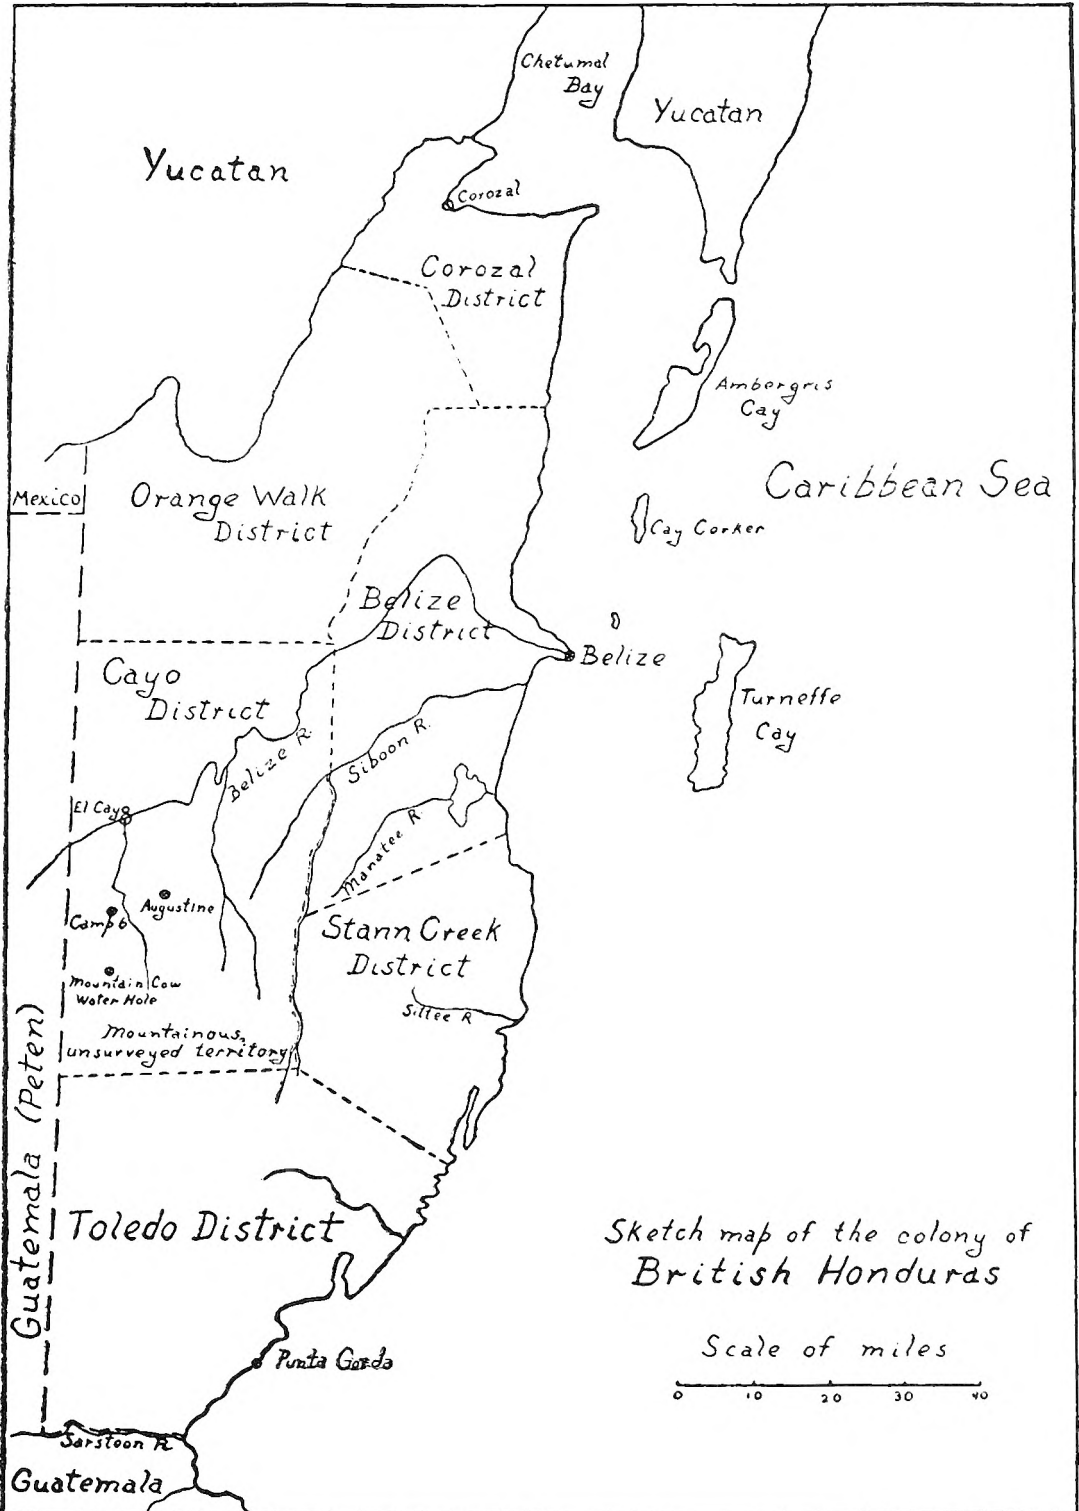 Chetumal
Bay
Yucatan
Yucatan
Corozal
Corozal
District
Ambergris
Cay
Caribbean Sea
Mexico
Orange Walk
District
Cay Corker
Belize
District
Belize
Cayo
District
Turneffe
Cay
Belize R.
Siboon R.
El Cayo
Manatee R.
Augustine
Camp 6
Stann Creek
District
Mountain Cow
Water Hole
Sittee R
Mountainous,
unsurveyed territory
Guatemala (Peten)
Toledo District
Sketch map of the colony of
British Honduras
Scale of miles
0 10 20 30 40
Punta Gorda
Sarstoon R.
Guatemala